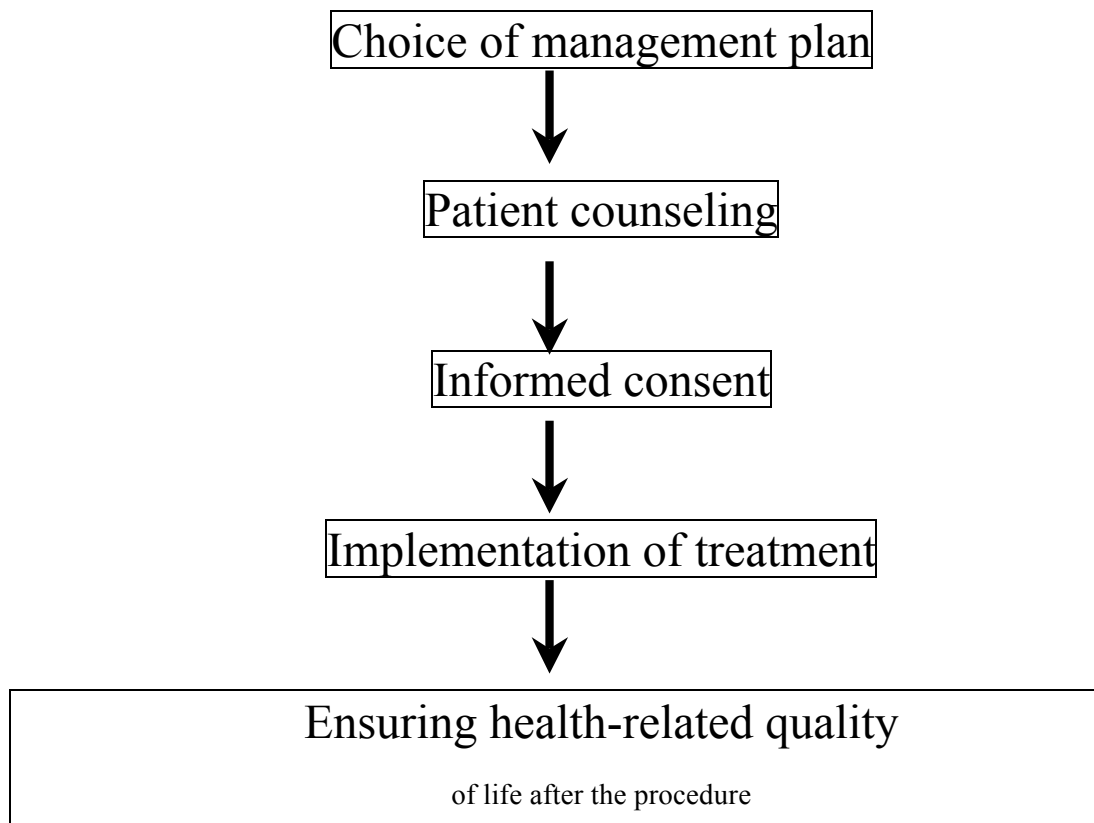 Choice of management plan
Patient counseling
Informed consent
Implementation of treatment
Ensuring health-related quality
of life after the procedure